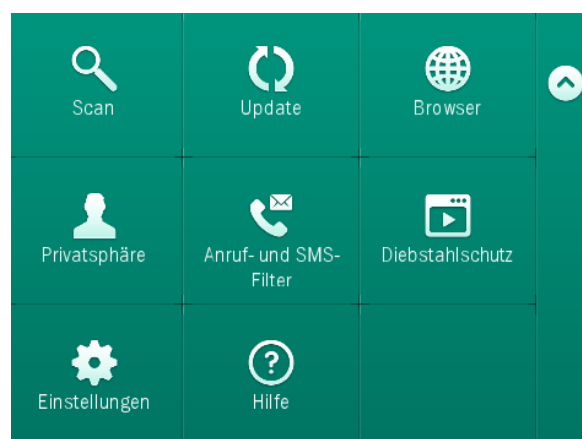 Scan
Update
Browser
Privatsphäre
Anruf- und SMS-
Filter
Diebstahlschutz
Einstellungen
Hilfe